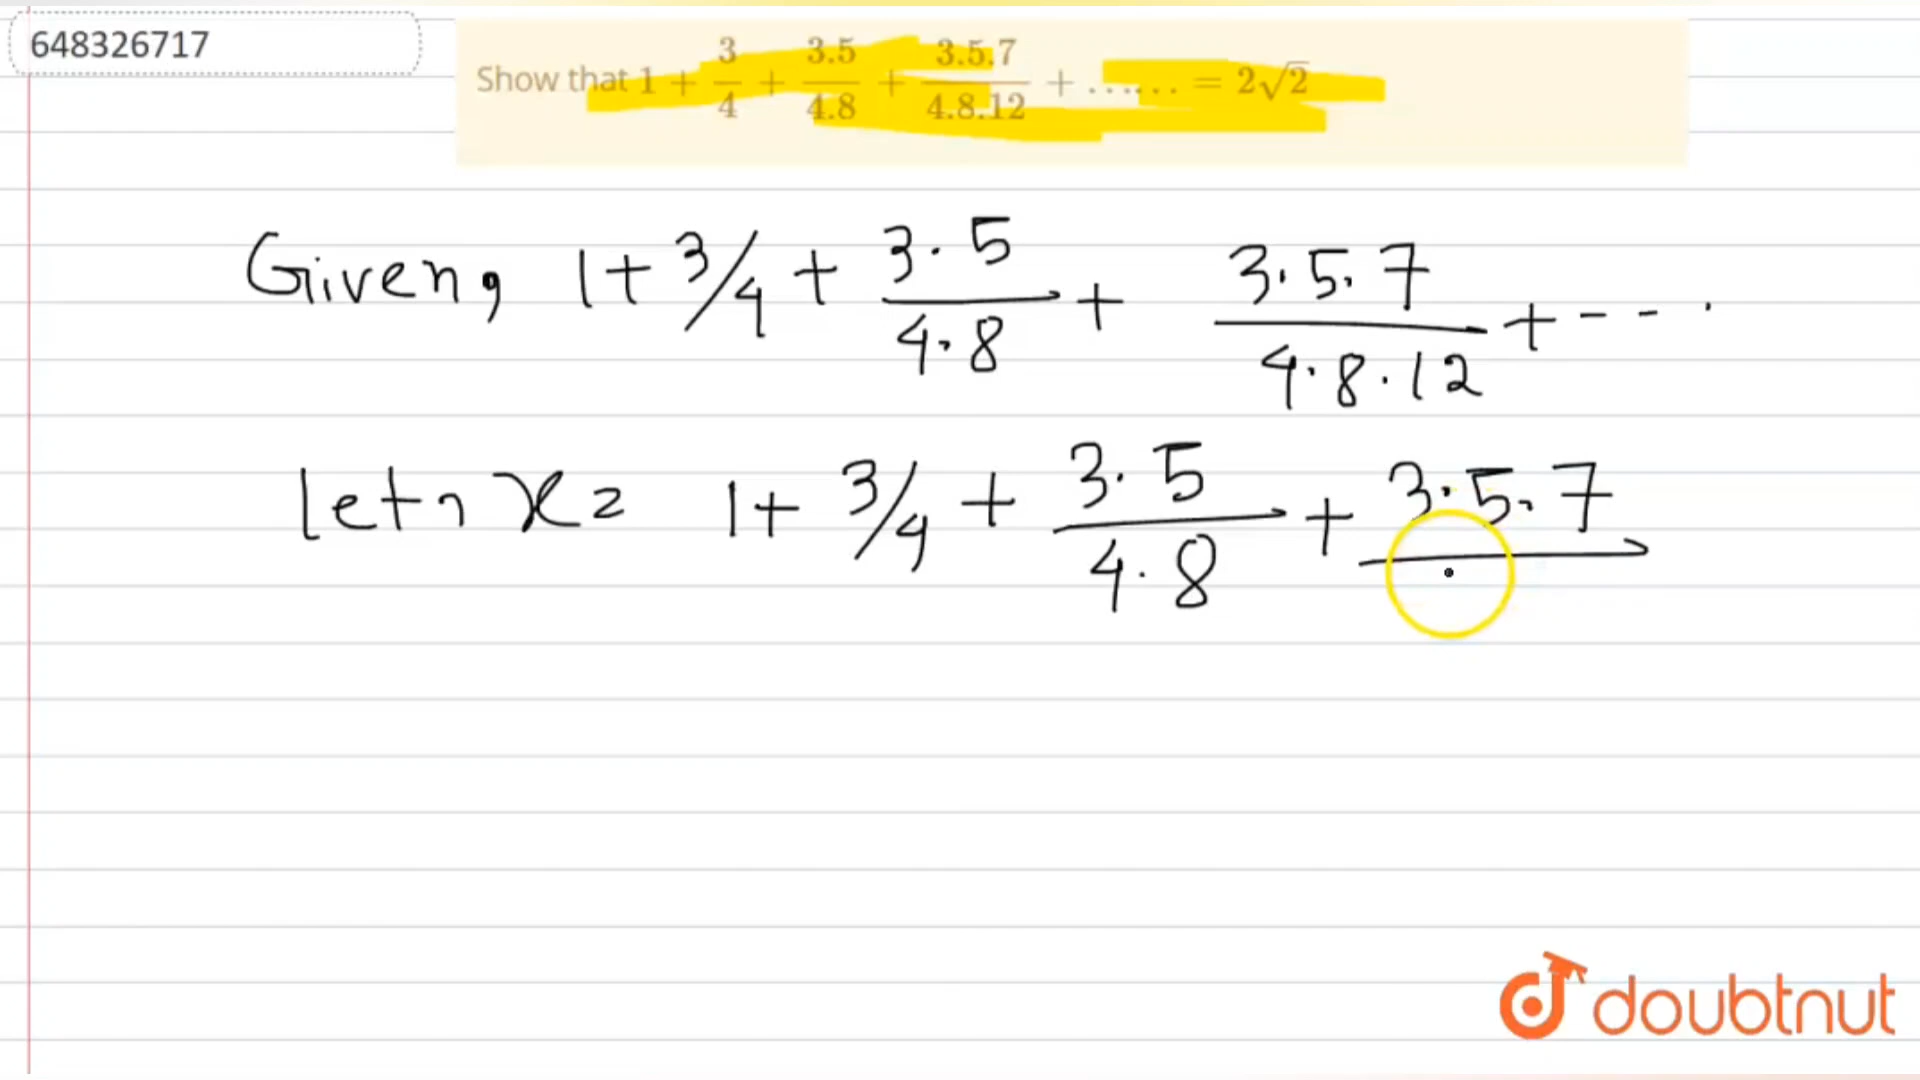 648326717
Show that 1 + 3/4 + 3.5/4.8 + 3.5.7/4.8.12 + ...... = 2√2
Given, 1 + 3/4 + 3·5/4·8 + 3·5·7/4·8·12 + - - - ·
let, x = 1 + 3/4 + 3·5/4·8 + 3·5·7
doubtnut